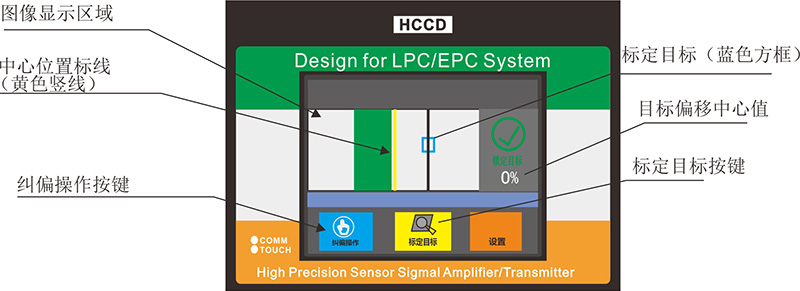 HCCD
Design for LPC/EPC System
图像显示区域
中心位置标线
（黄色竖线）
纠偏操作按键
标定目标（蓝色方框）
目标偏移中心值
标定目标按键
锁定目标
0%
纠偏操作
标定目标
设置
COMM
TOUCH
High Precision Sensor Sigmal Amplifier/Transmitter